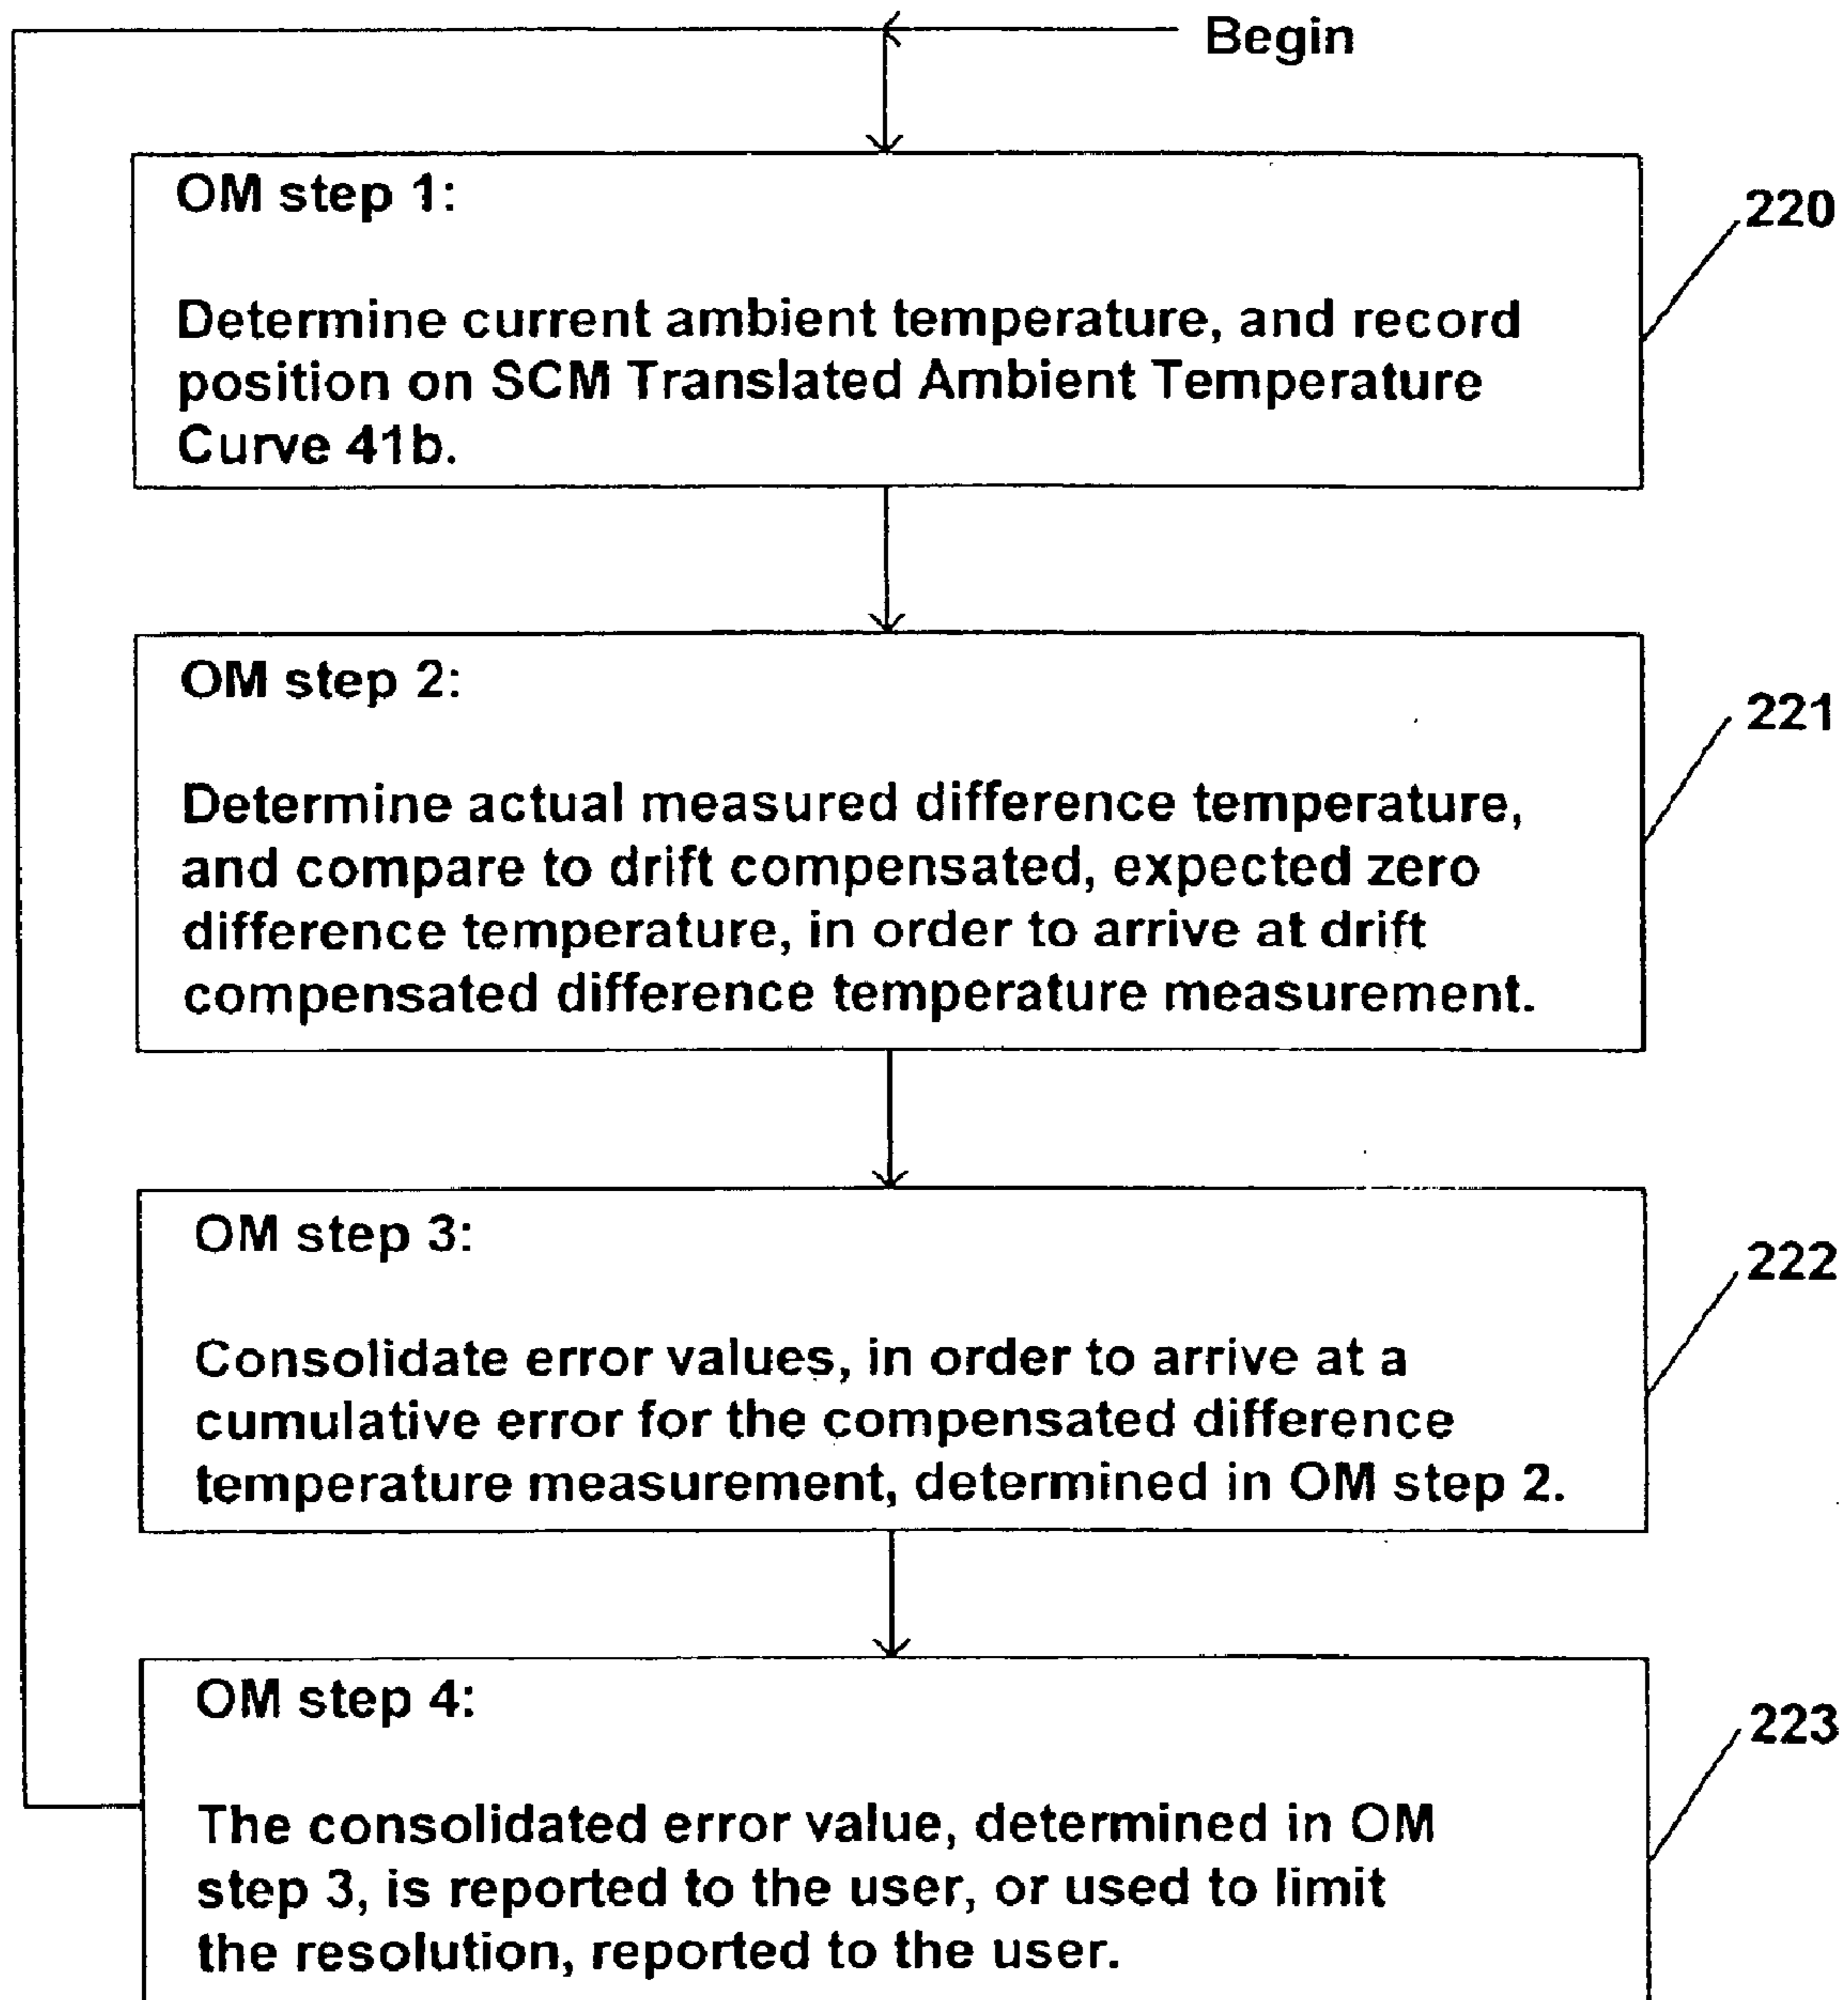 Begin
OM step 1:
220
Determine current ambient temperature, and record
position on SCM Translated Ambient Temperature
Curve 41b.
OM step 2:
221
Determine actual measured difference temperature,
and compare to drift compensated, expected zero
difference temperature, in order to arrive at drift
compensated difference temperature measurement.
OM step 3:
222
Consolidate error values, in order to arrive at a
cumulative error for the compensated difference
temperature measurement, determined in OM step 2.
OM step 4:
223
The consolidated error value, determined in OM
step 3, is reported to the user, or used to limit
the resolution, reported to the user.